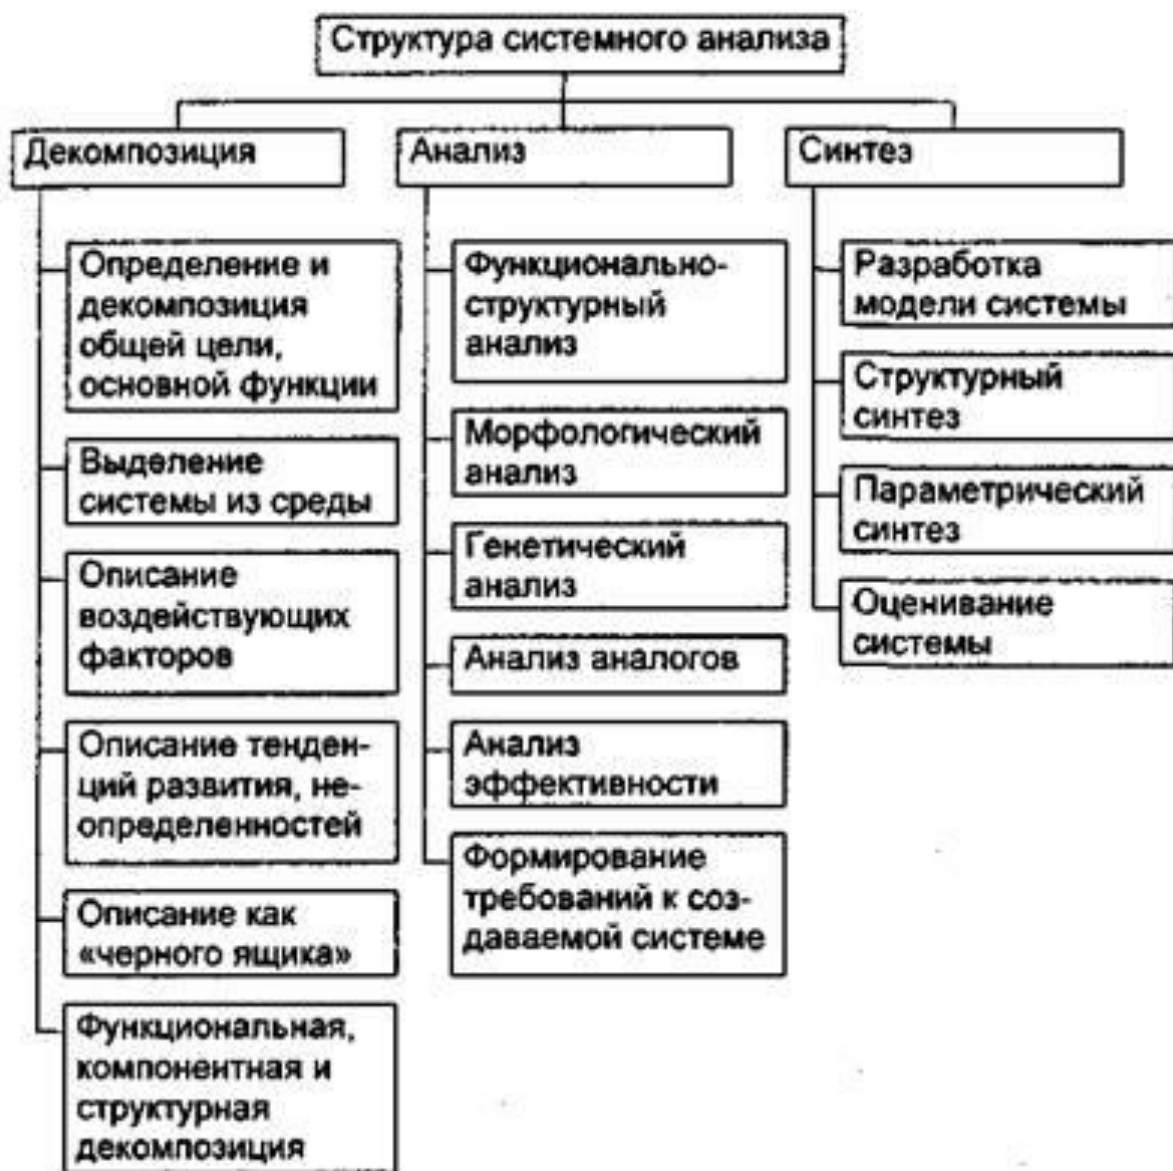 Структура системного анализа
Декомпозиция
Определение и
декомпозиция
общей цели,
основной функции
Выделение
системы из среды
Описание
воздействующих
факторов
Описание тенден-
ций развития, не-
определенностей
Описание как
«черного ящика»
Функциональная,
компонентная и
структурная
декомпозиция
Анализ
Функционально-
структурный
анализ
Морфологический
анализ
Генетический
анализ
Анализ аналогов
Анализ
эффективности
Формирование
требований к соз-
даваемой системе
Синтез
Разработка
модели системы
Структурный
синтез
Параметрический
синтез
Оценивание
системы